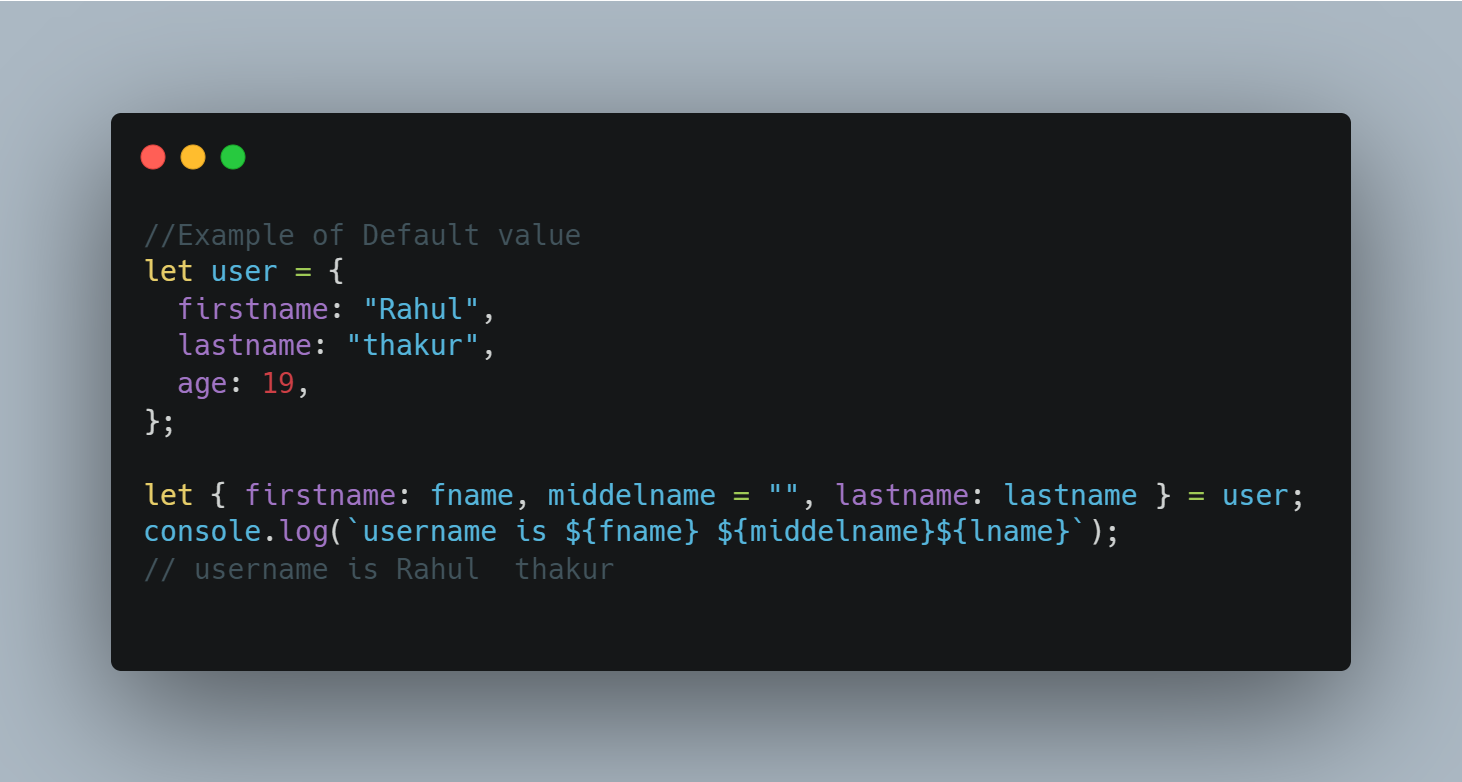 //Example of Default value
let user = {
  firstname: "Rahul",
  lastname: "thakur",
  age: 19,
};
let { firstname: fname, middelname = "", lastname: lastname } = user;
console.log(`username is ${fname} ${middelname}${lname}`);
// username is Rahul  thakur